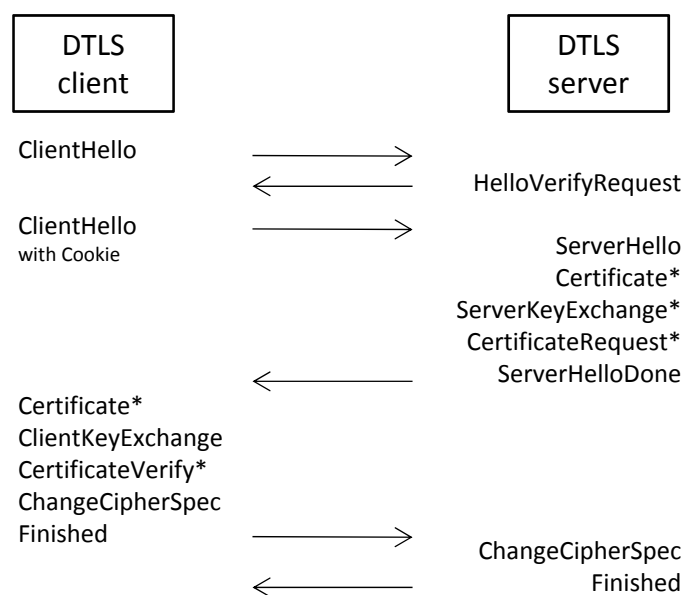 DTLS
client
DTLS
server
ClientHello
HelloVerifyRequest
ClientHello
with Cookie
ServerHello
Certificate*
ServerKeyExchange*
CertificateRequest*
ServerHelloDone
Certificate*
ClientKeyExchange
CertificateVerify*
ChangeCipherSpec
Finished
ChangeCipherSpec
Finished